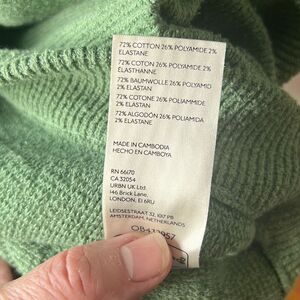 72% COTTON 26% POLYAMIDE 2%
ELASTANE
72% COTON 26% POLYAMIDE 2%
ÉLASTHANNE
72% BAUMWOLLE 26% POLYAMID
2% ELASTAN
72% COTONE 26% POLIAMMIDE
2% ELASTAN
72% ALGODÓN 26% POLIAMIDA
2% ELASTANO
MADE IN CAMBODIA
HECHO EN CAMBOYA
RN 66170
CA 32054
URBN UK Ltd.
146 Brick Lane,
LONDON, E1 6RU
LEIDSESTRAAT 32, 1017 PB
AMSTERDAM, NETHERLANDS